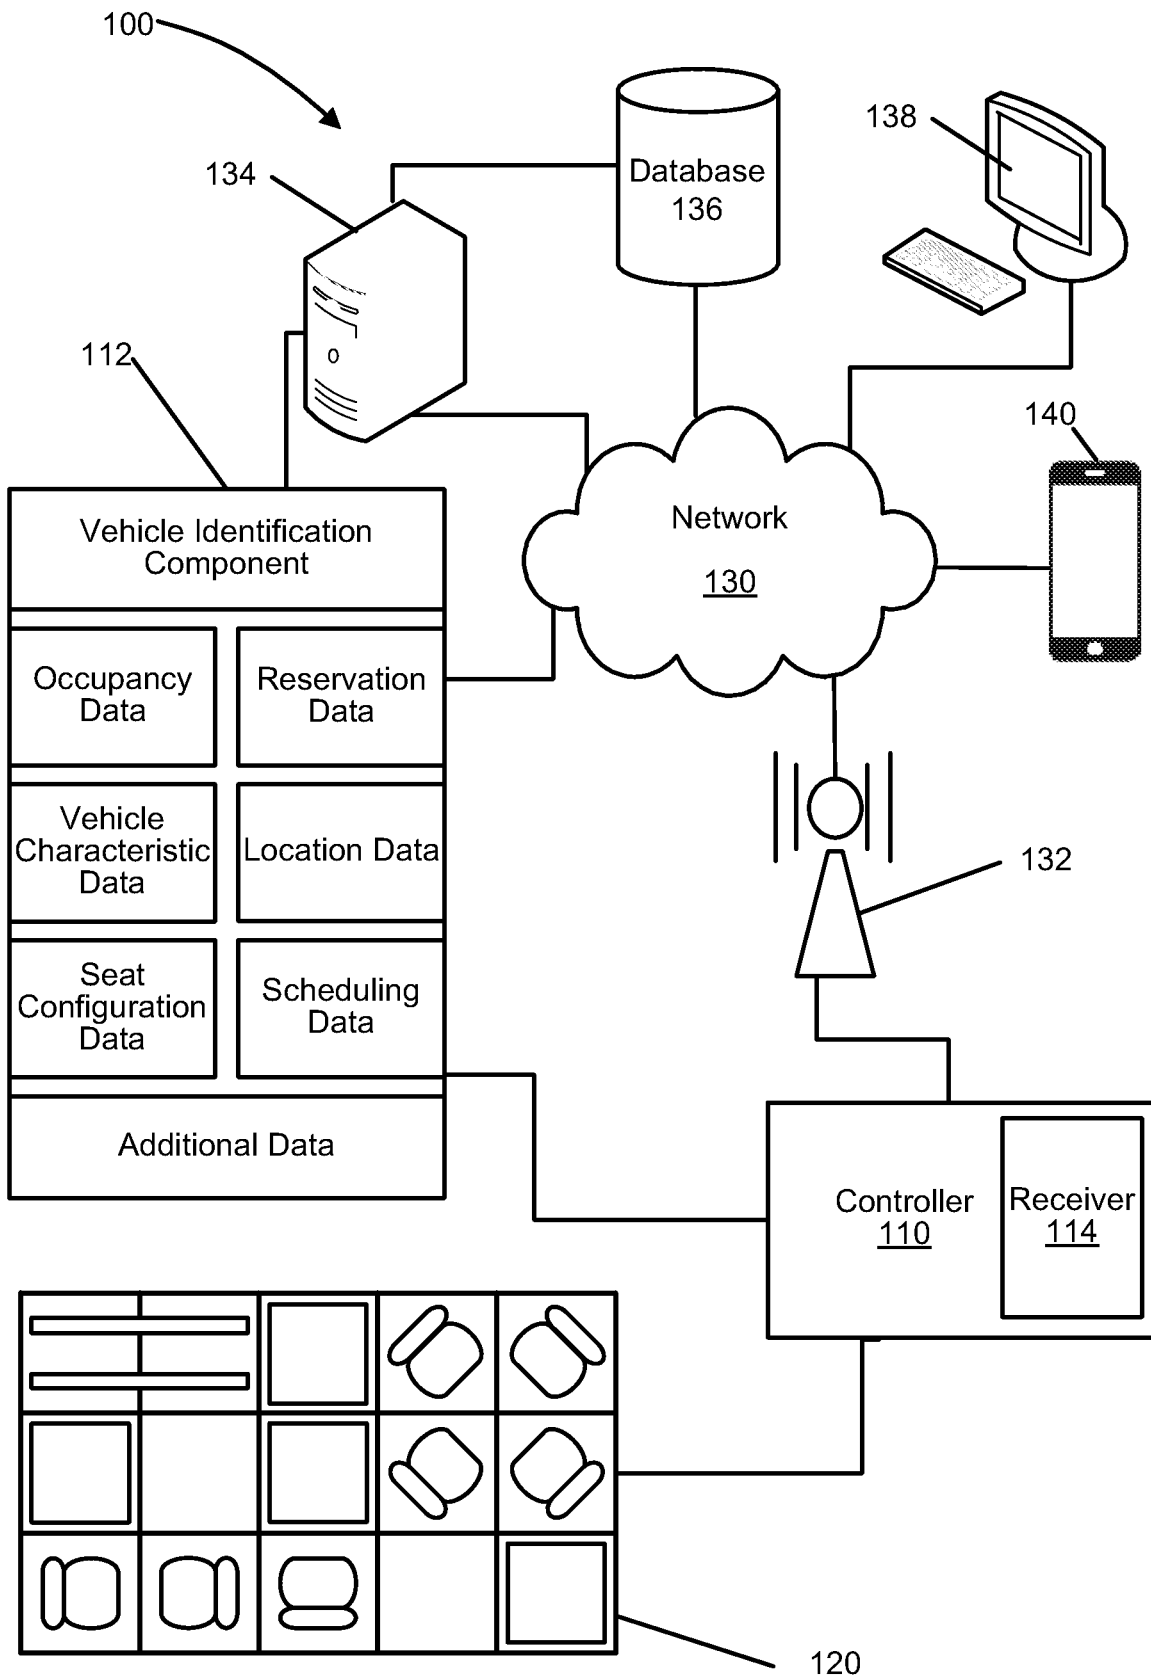 100
134
Database
136
138
112
140
Vehicle Identification
Component
Network
130
Occupancy
Data
Reservation
Data
Vehicle
Characteristic
Data
Location Data
132
Seat
Configuration
Data
Scheduling
Data
Additional Data
Controller
110
Receiver
114
120